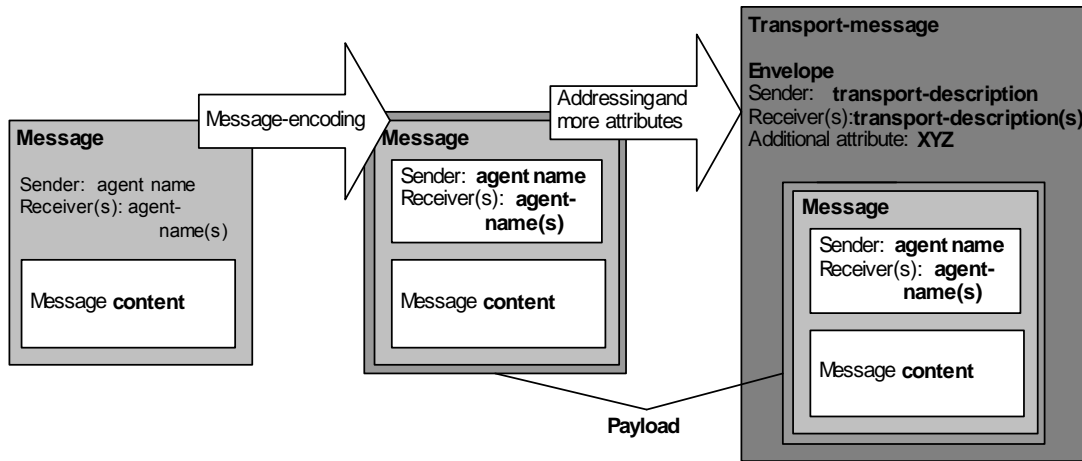 Message
Sender: agent name
Receiver(s): agent-
name(s)
Message content
Message-encoding
Message
Sender: agent name
Receiver(s): agent-
name(s)
Message content
Addressing and
more attributes
Transport-message
Envelope
Sender: transport-description
Receiver(s):transport-description(s)
Additional attribute: XYZ
Message
Sender: agent name
Receiver(s): agent-
name(s)
Message content
Payload